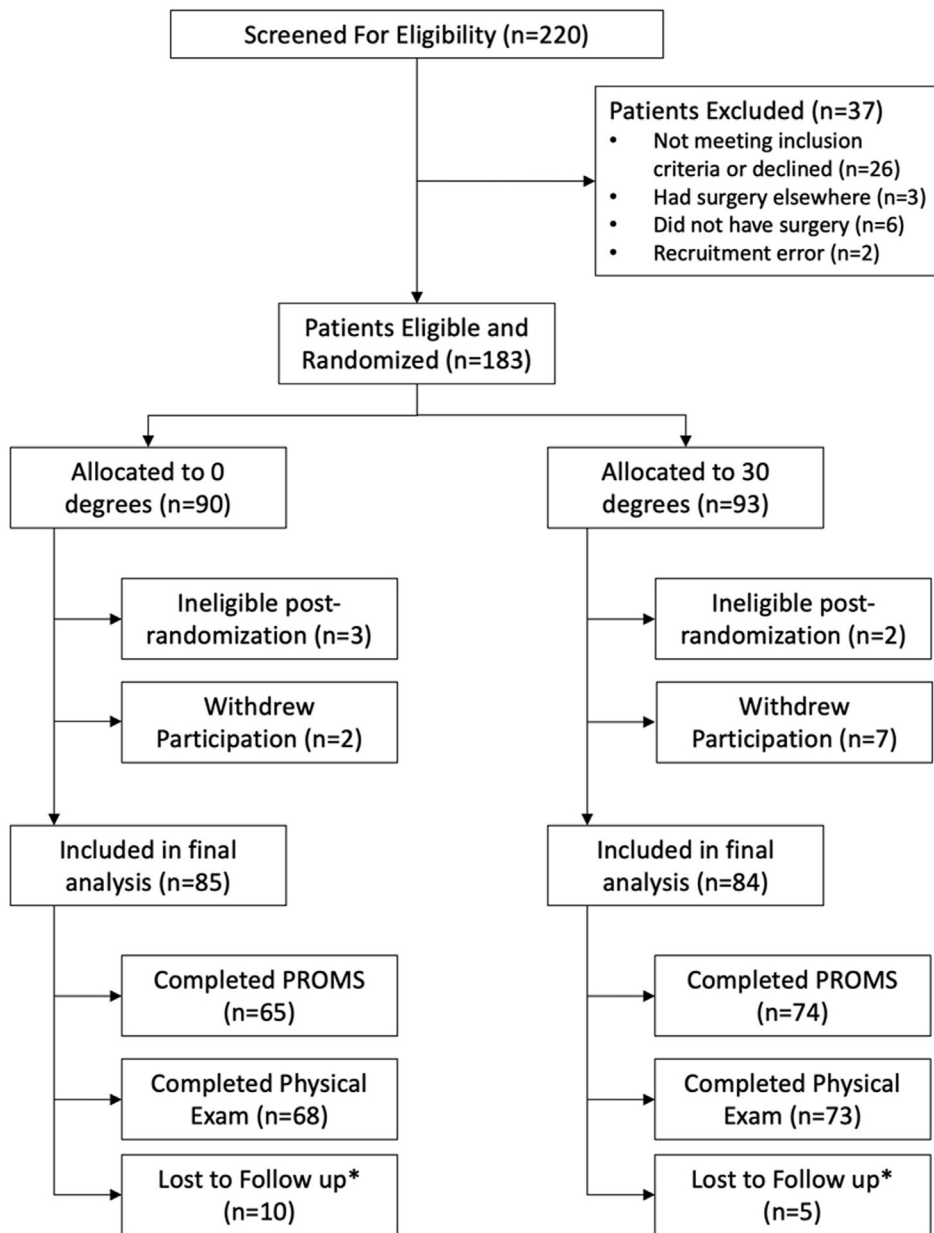 Screened For Eligibility (n=220)
Patients Excluded (n=37)
• Not meeting inclusion
criteria or declined (n=26)
• Had surgery elsewhere (n=3)
• Did not have surgery (n=6)
• Recruitment error (n=2)
Patients Eligible and
Randomized (n=183)
Allocated to 0
degrees (n=90)
Allocated to 30
degrees (n=93)
Ineligible post-
randomization (n=3)
Ineligible post-
randomization (n=2)
Withdrew
Participation (n=2)
Withdrew
Participation (n=7)
Included in final
analysis (n=85)
Included in final
analysis (n=84)
Completed PROMS
(n=65)
Completed PROMS
(n=74)
Completed Physical
Exam (n=68)
Completed Physical
Exam (n=73)
Lost to Follow up*
(n=10)
Lost to Follow up*
(n=5)